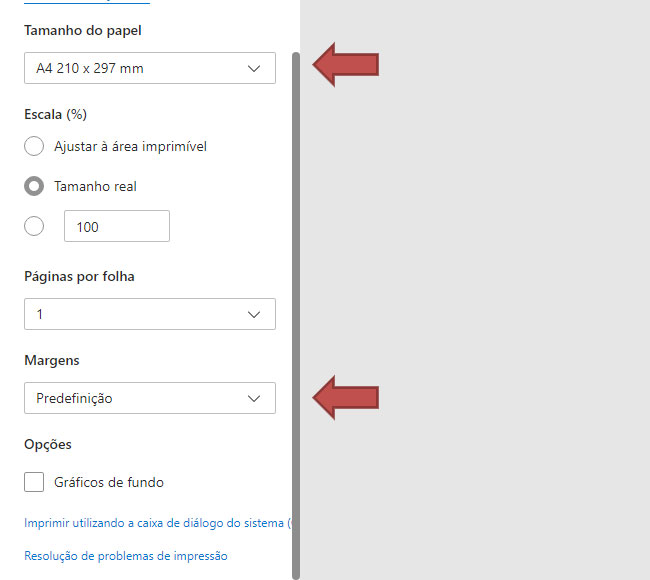 Tamanho do papel
A4 210 x 297 mm
Escala (%)
Ajustar à área imprimível
Tamanho real
100
Páginas por folha
1
Margens
Predefinição
Opções
Gráficos de fundo
Imprimir utilizando a caixa de diálogo do sistema (
Resolução de problemas de impressão